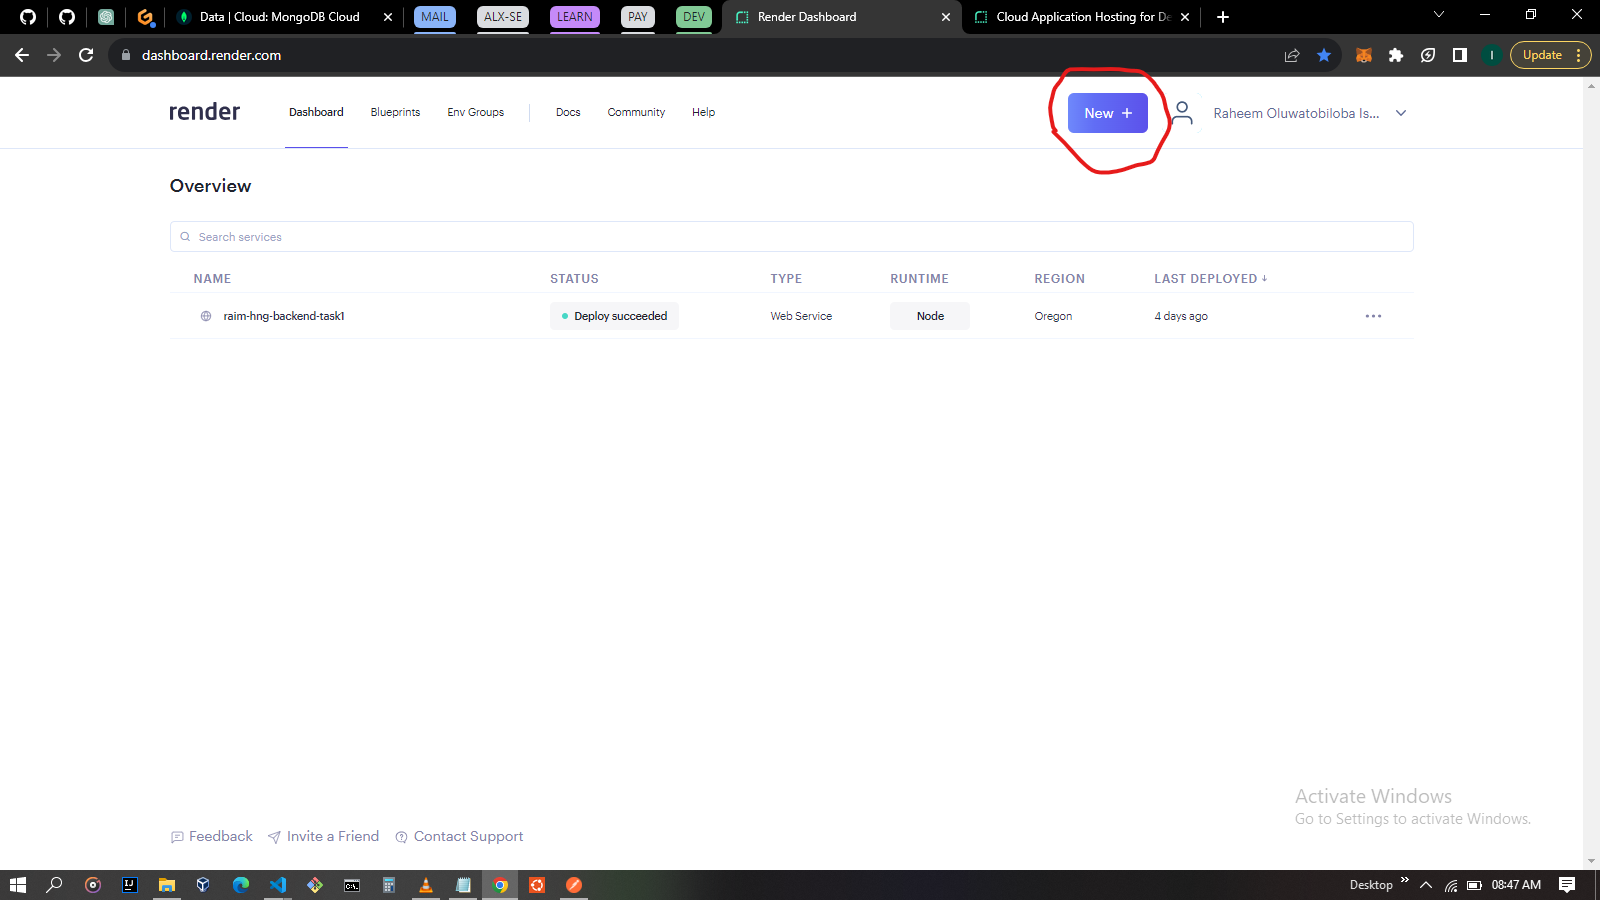 Data | Cloud: MongoDB Cloud
MAIL
ALX-SE
LEARN
PAY
DEV
Render Dashboard
Cloud Application Hosting for De
dashboard.render.com
I
Update
render
Dashboard
Blueprints
Env Groups
Docs
Community
Help
New +
Raheem Oluwatobiloba Is...
Overview
Search services
NAME STATUS TYPE RUNTIME REGION LAST DEPLOYED ↓
raim-hng-backend-task1 Deploy succeeded Web Service Node Oregon 4 days ago
Activate Windows
Go to Settings to activate Windows.
Feedback
Invite a Friend
Contact Support
IJ
C:\.
Desktop
08:47 AM